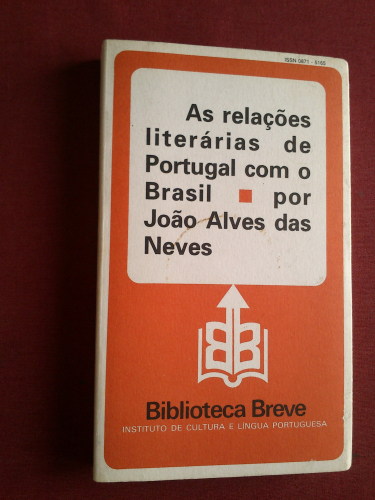 ISSN 0871 - 5165
As relações
literárias de
Portugal com o
Brasil ■ por
João Alves das
Neves
Biblioteca Breve
INSTITUTO DE CULTURA E LÍNGUA PORTUGUESA